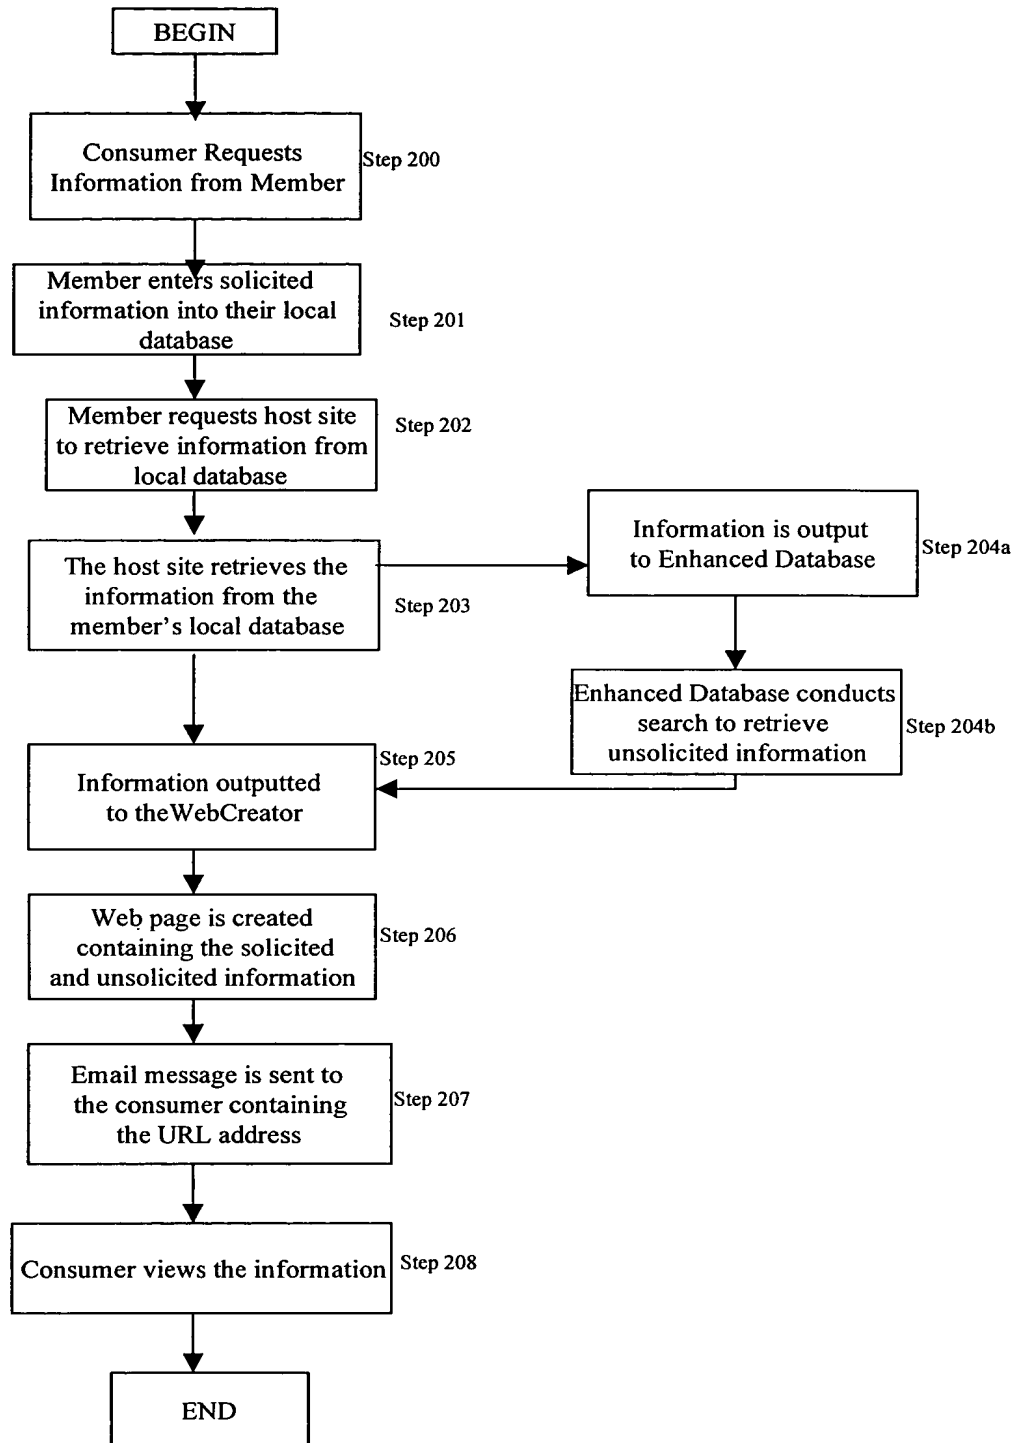 BEGIN
Consumer Requests
Information from Member
Step 200
Member enters solicited
information into their local
database
Step 201
Member requests host site
to retrieve information from
local database
Step 202
The host site retrieves the
information from the
member's local database
Step 203
Information is output
to Enhanced Database
Step 204a
Enhanced Database conducts
search to retrieve
unsolicited information
Step 204b
Information outputted
to theWebCreator
Step 205
Web page is created
containing the solicited
and unsolicited information
Step 206
Email message is sent to
the consumer containing
the URL address
Step 207
Consumer views the information
Step 208
END